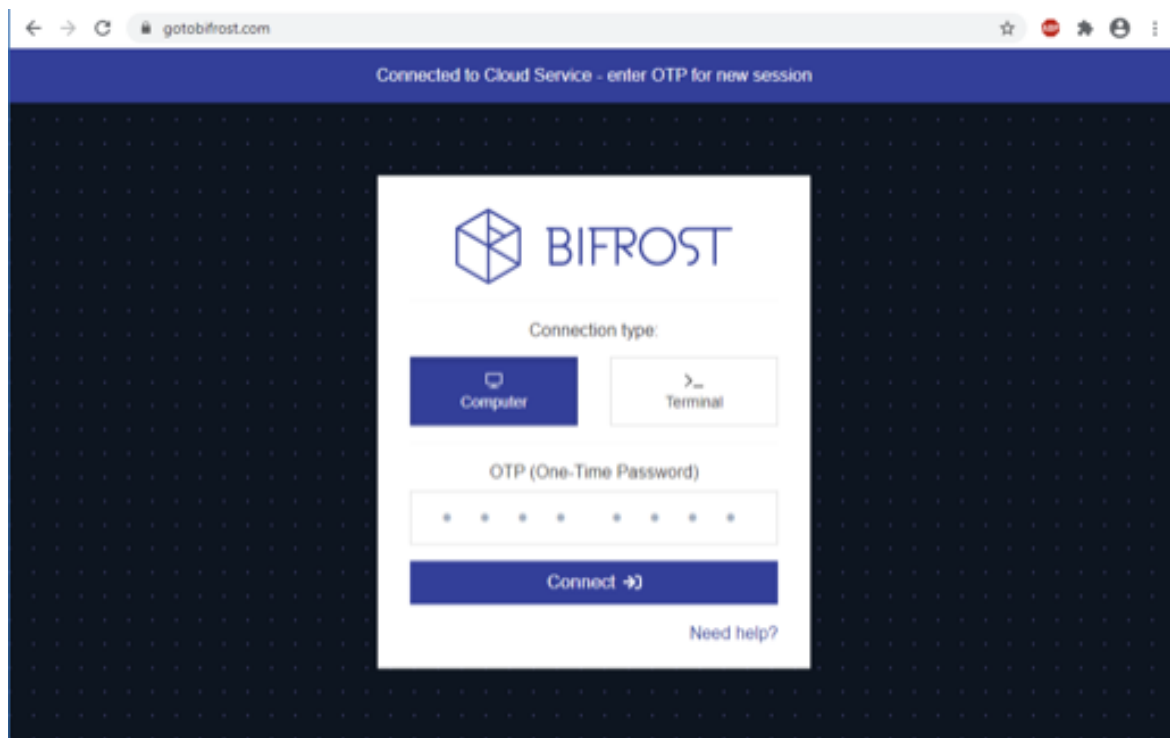 gotobifrost.com
ABP
Connected to Cloud Service - enter OTP for new session
BIFROST
Connection type:
Computer
Terminal
OTP (One-Time Password)
Connect
Need help?